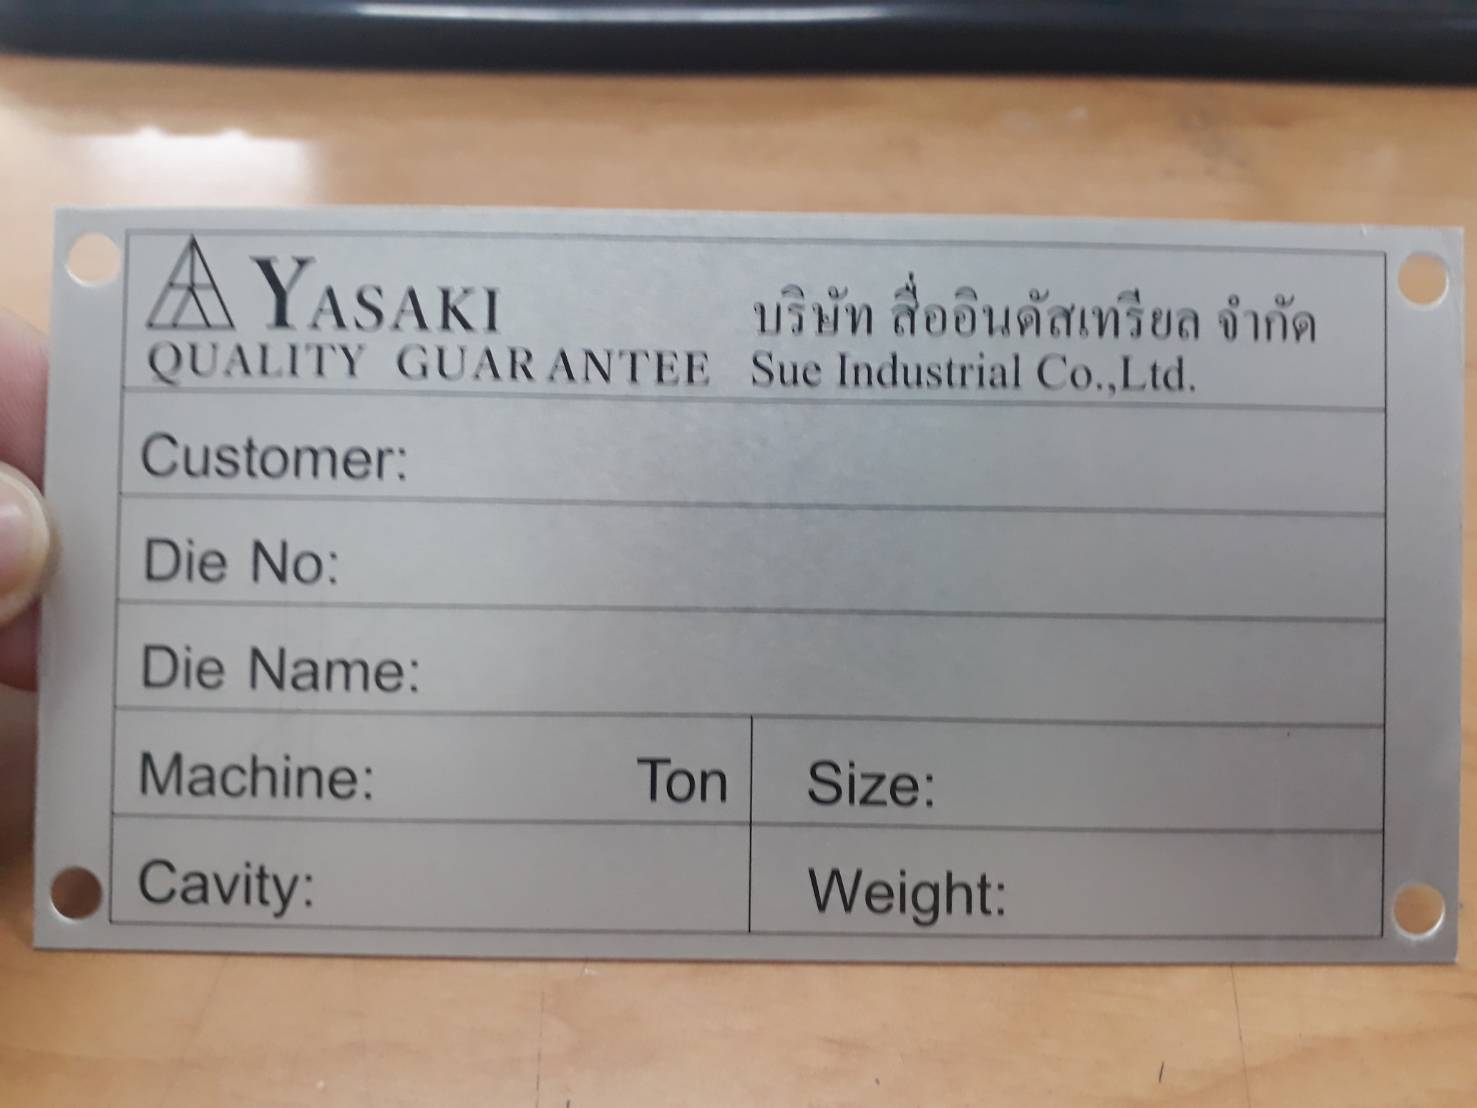 YASAKI
QUALITY GUARANTEE
บริษัท สื่ออินดัสเทรียล จำกัด
Sue Industrial Co.,Ltd.
Customer:
Die No:
Die Name:
Machine: Ton
Size:
Cavity:
Weight: